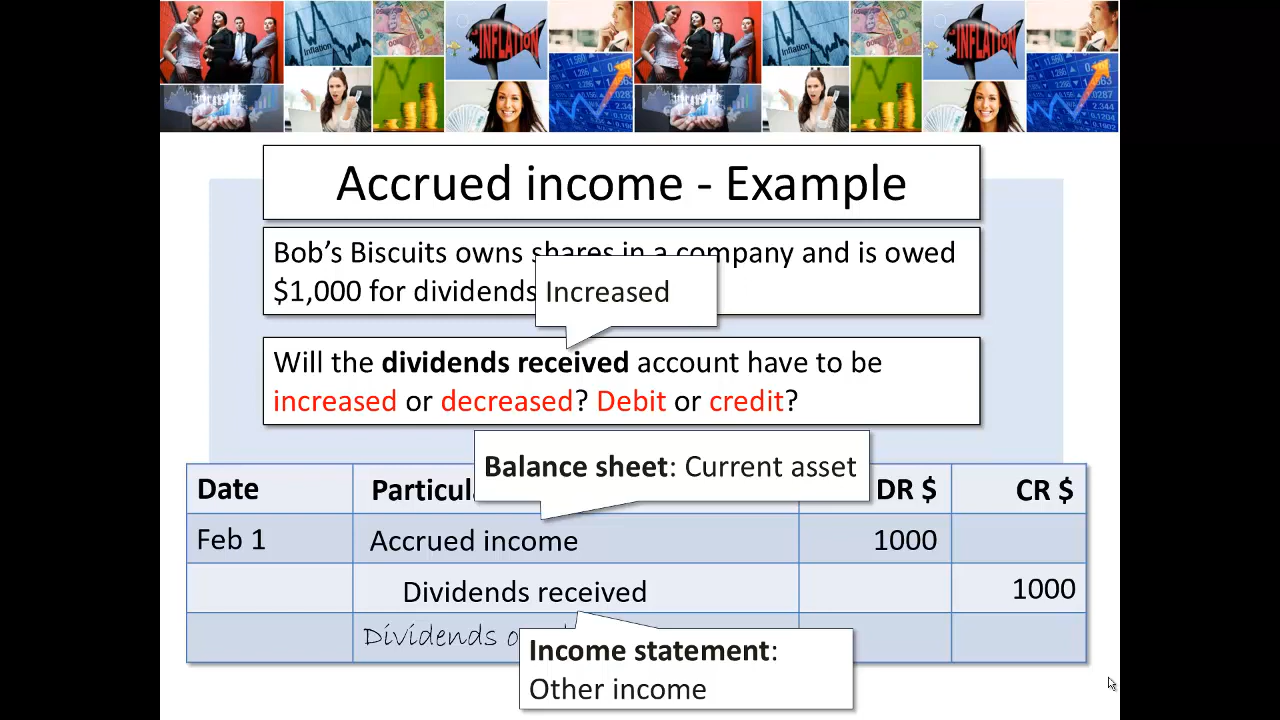 Inflation
INFLATION
Inflation
INFLATION
Accrued income - Example
Bob's Biscuits owns shares in a company and is owed
$1,000 for dividends
Increased
Will the dividends received account have to be
increased or decreased? Debit or credit?
Balance sheet: Current asset
Date DR $ CR $
Feb 1 Accrued income 1000
Dividends received 1000
Dividends
Income statement:
Other income